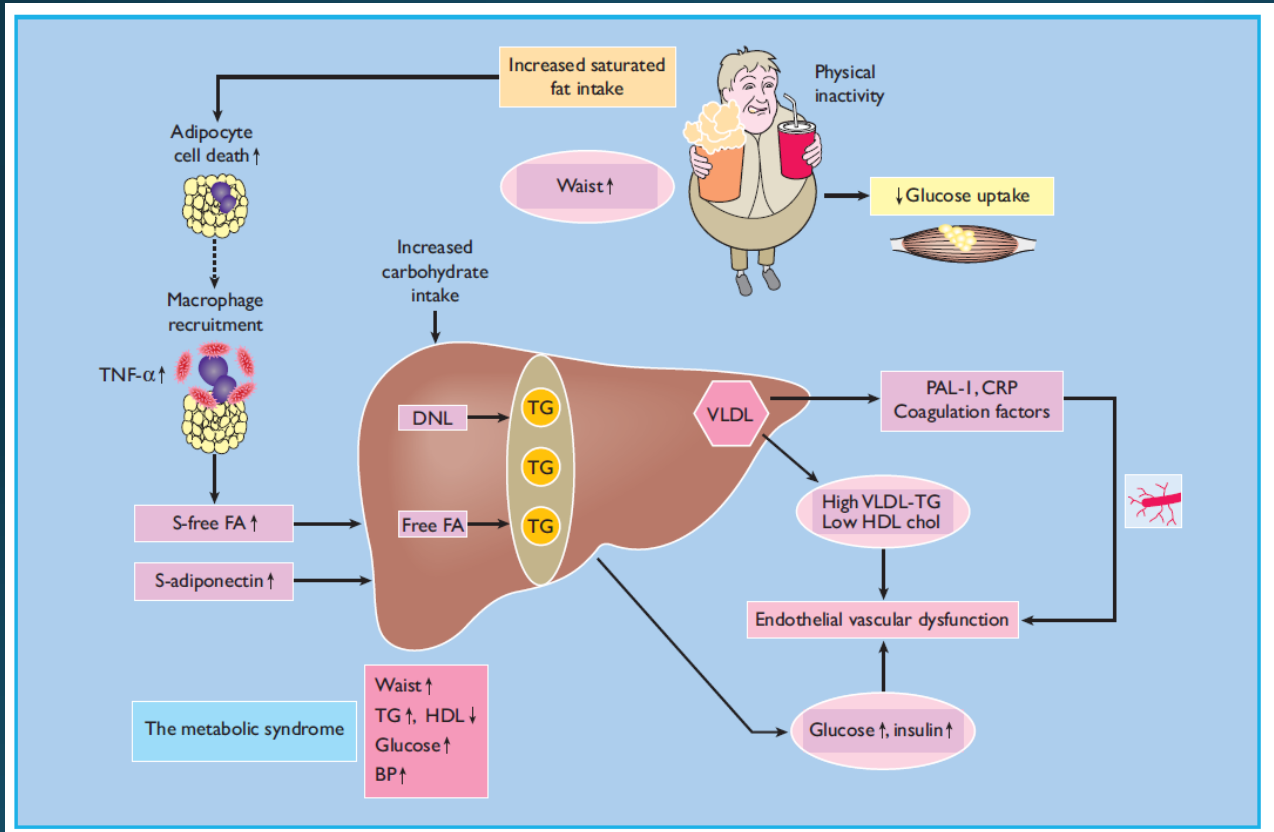 Increased saturated
fat intake
Physical
inactivity
Adipocyte
cell death ↑
Waist ↑
↓ Glucose uptake
Increased
carbohydrate
intake
Macrophage
recruitment
TNF-α ↑
DNL
TG
TG
Free FA
TG
VLDL
PAL-1, CRP
Coagulation factors
High VLDL-TG
Low HDL chol
S-free FA ↑
S-adiponectin ↑
Endothelial vascular dysfunction
The metabolic syndrome
Waist ↑
TG ↑, HDL ↓
Glucose ↑
BP ↑
Glucose ↑, insulin ↑